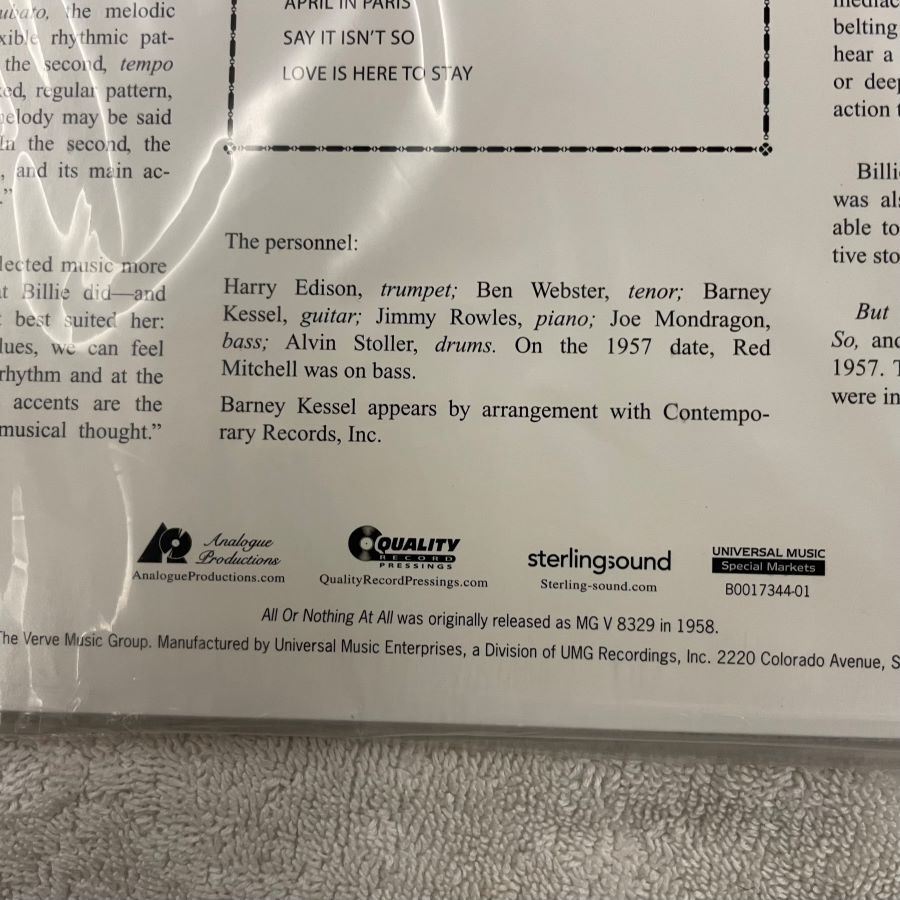 ubato, the melodic
xible rhythmic pat-
the second, tempo
ed, regular pattern,
elody may be said
In the second, the
, and its main ac-
.”
lected music more
t Billie did—and
best suited her:
lues, we can feel
rhythm and at the
accents are the
musical thought.”
APRIL IN PARIS
SAY IT ISN'T SO
LOVE IS HERE TO STAY
The personnel:
Harry Edison, trumpet; Ben Webster, tenor; Barney
Kessel, guitar; Jimmy Rowles, piano; Joe Mondragon,
bass; Alvin Stoller, drums. On the 1957 date, Red
Mitchell was on bass.
Barney Kessel appears by arrangement with Contempo-
rary Records, Inc.
belting
hear a
or deep
action t
Billi
was als
able to
tive sto
But
So, and
1957. T
were in
Analogue
Productions
AnalogueProductions.com
QUALITY
RECORD
PRESSINGS
QualityRecordPressings.com
sterlingsound
Sterling-sound.com
UNIVERSAL MUSIC
Special Markets
B0017344-01
All Or Nothing At All was originally released as MG V 8329 in 1958.
The Verve Music Group. Manufactured by Universal Music Enterprises, a Division of UMG Recordings, Inc. 2220 Colorado Avenue, S